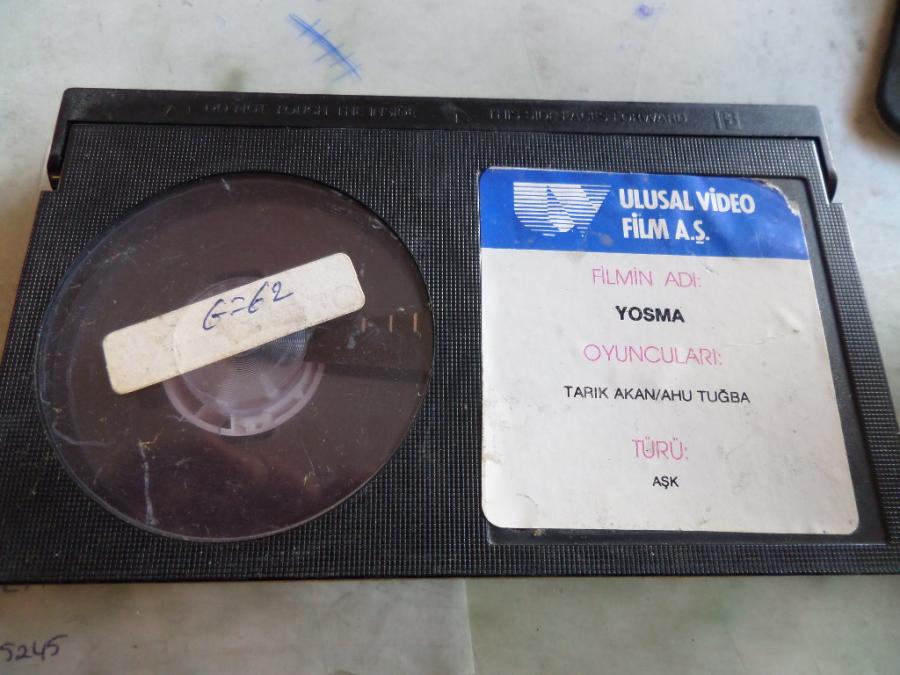 DO NOT TOUCH THE INSIDE
THIS SIDE FACES FORWARD
ULUSAL VİDEO
FİLM A.Ş.
FİLMİN ADI:
YOSMA
OYUNCULARI:
TARIK AKAN/AHU TUĞBA
TÜRÜ:
AŞK
G=62
5245